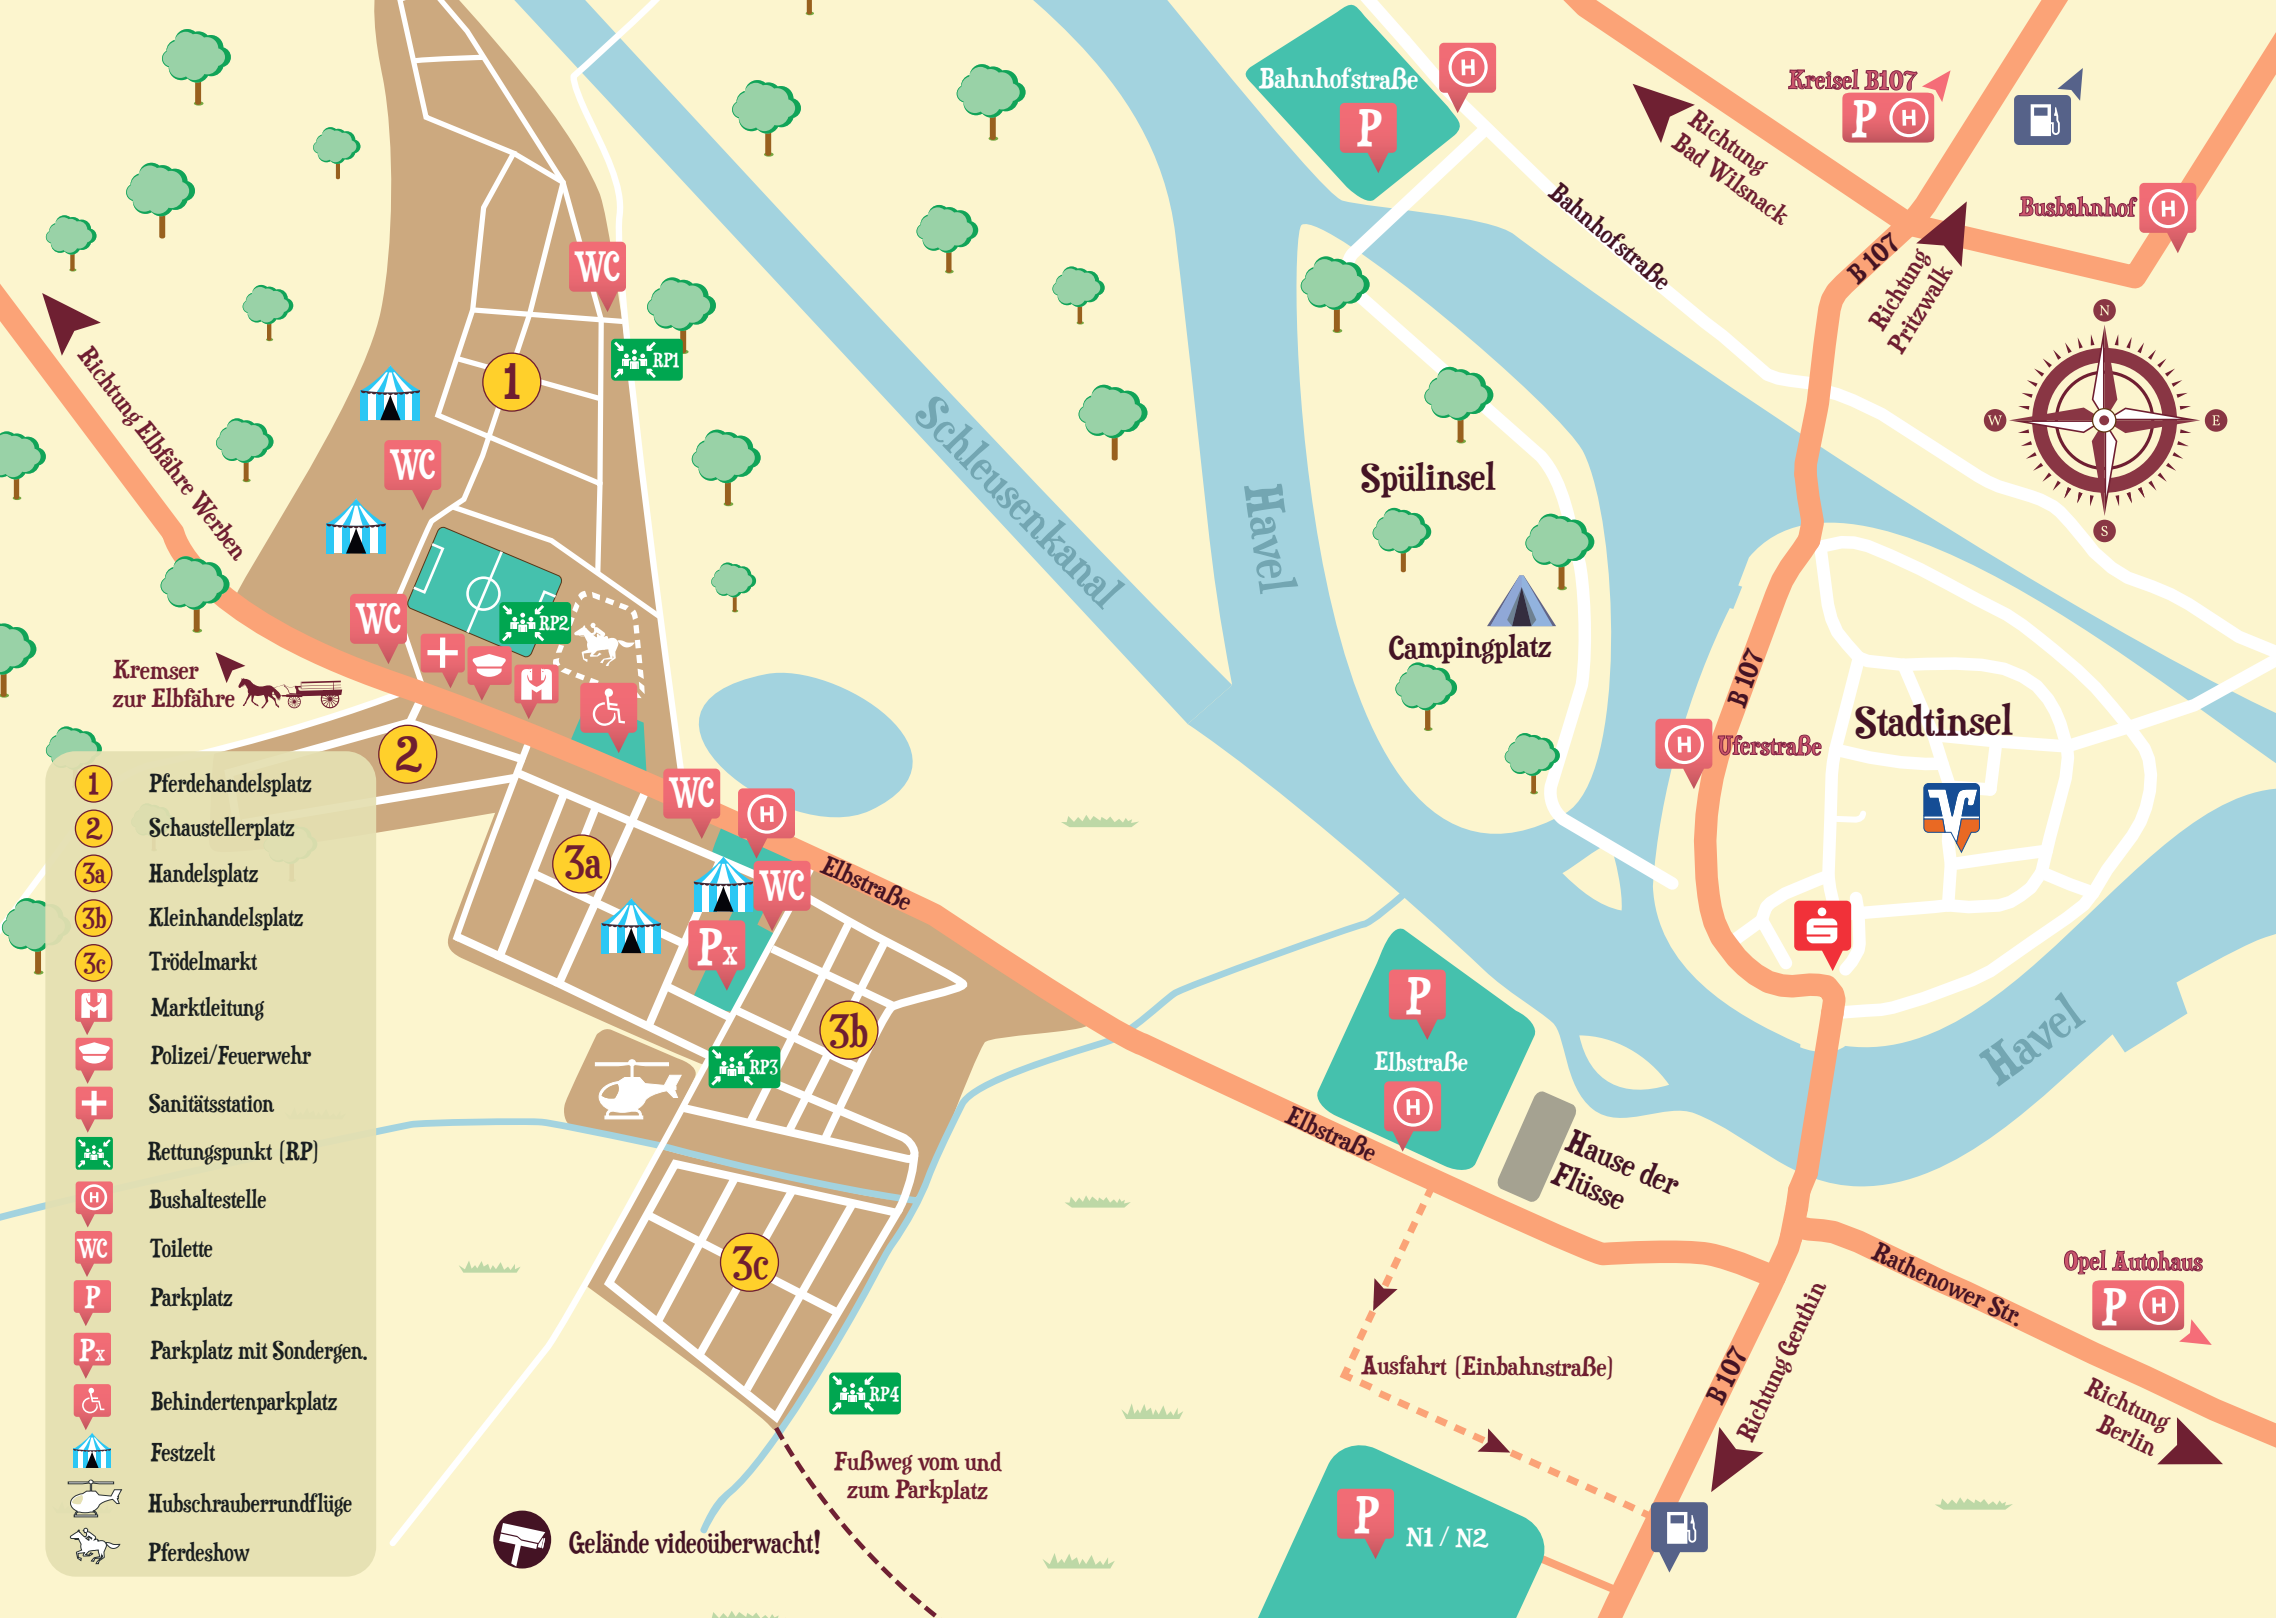 Bahnhofstraße
P
H
Richtung
Bad Wilsnack
Kreisel B107
P H
Busbahnhof
H
Bahnhofstraße
B 107
Richtung
Pritzwalk
N
W
E
S
WC
RP1
1
WC
Richtung Elbfähre Werben
Schleusenkanal
Havel
Spülinsel
Campingplatz
WC
RP2
M
Kremser
zur Elbfähre
2
B 107
H
Uferstraße
Stadtinsel
WC
H
3a
WC
Elbstraße
Px
3b
RP3
3c
RP4
Havel
P
Elbstraße
H
Elbstraße
Hause der
Flüsse
Rathenower Str.
Opel Autohaus
P H
Richtung
Berlin
B 107
Richtung Genthin
Ausfahrt (Einbahnstraße)
P
N1 / N2
Fußweg vom und
zum Parkplatz
Gelände videoüberwacht!
1 Pferdehandelsplatz
2 Schaustellerplatz
3a Handelsplatz
3b Kleinhandelsplatz
3c Trödelmarkt
M Marktleitung
Polizei/Feuerwehr
Sanitätsstation
Rettungspunkt (RP)
H Bushaltestelle
WC Toilette
P Parkplatz
Px Parkplatz mit Sondergen.
Behindertenparkplatz
Festzelt
Hubschrauberrundflüge
Pferdeshow